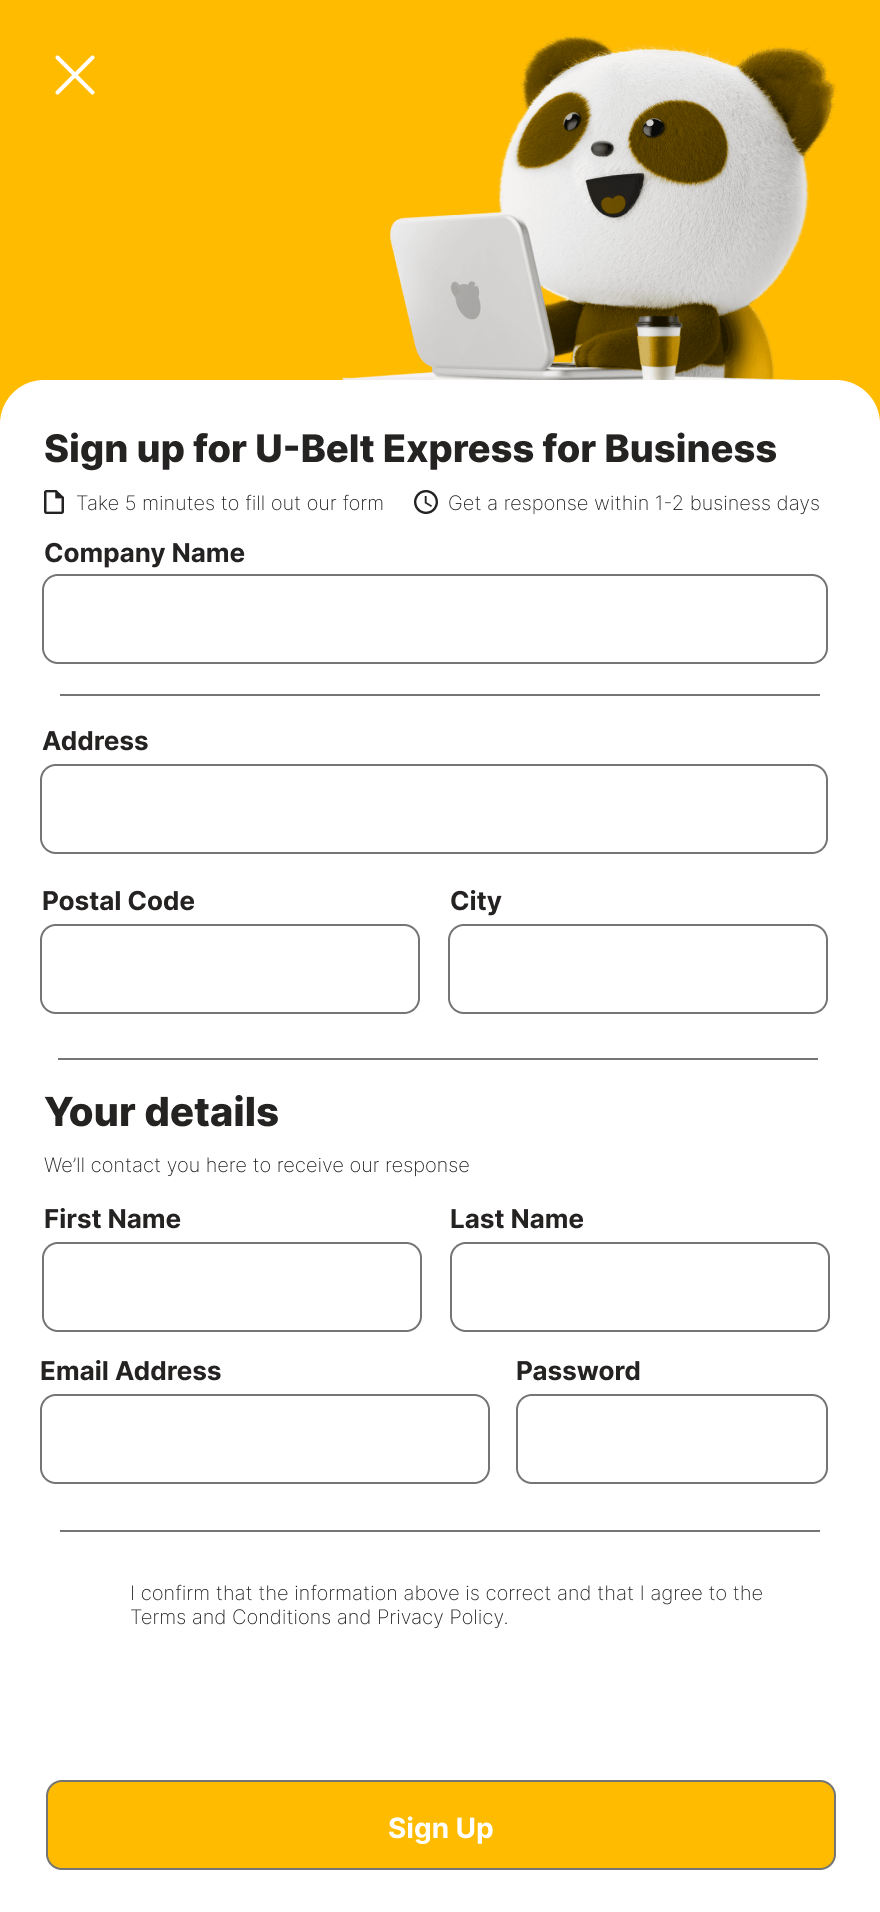 Sign up for U-Belt Express for Business
Take 5 minutes to fill out our form
Get a response within 1-2 business days
Company Name
Address
Postal Code
City
Your details
We'll contact you here to receive our response
First Name
Last Name
Email Address
Password
I confirm that the information above is correct and that I agree to the
Terms and Conditions and Privacy Policy.
Sign Up